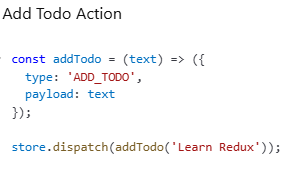 Add Todo Action
const addTodo = (text) => ({
  type: 'ADD_TODO',
  payload: text
});
store.dispatch(addTodo('Learn Redux'));